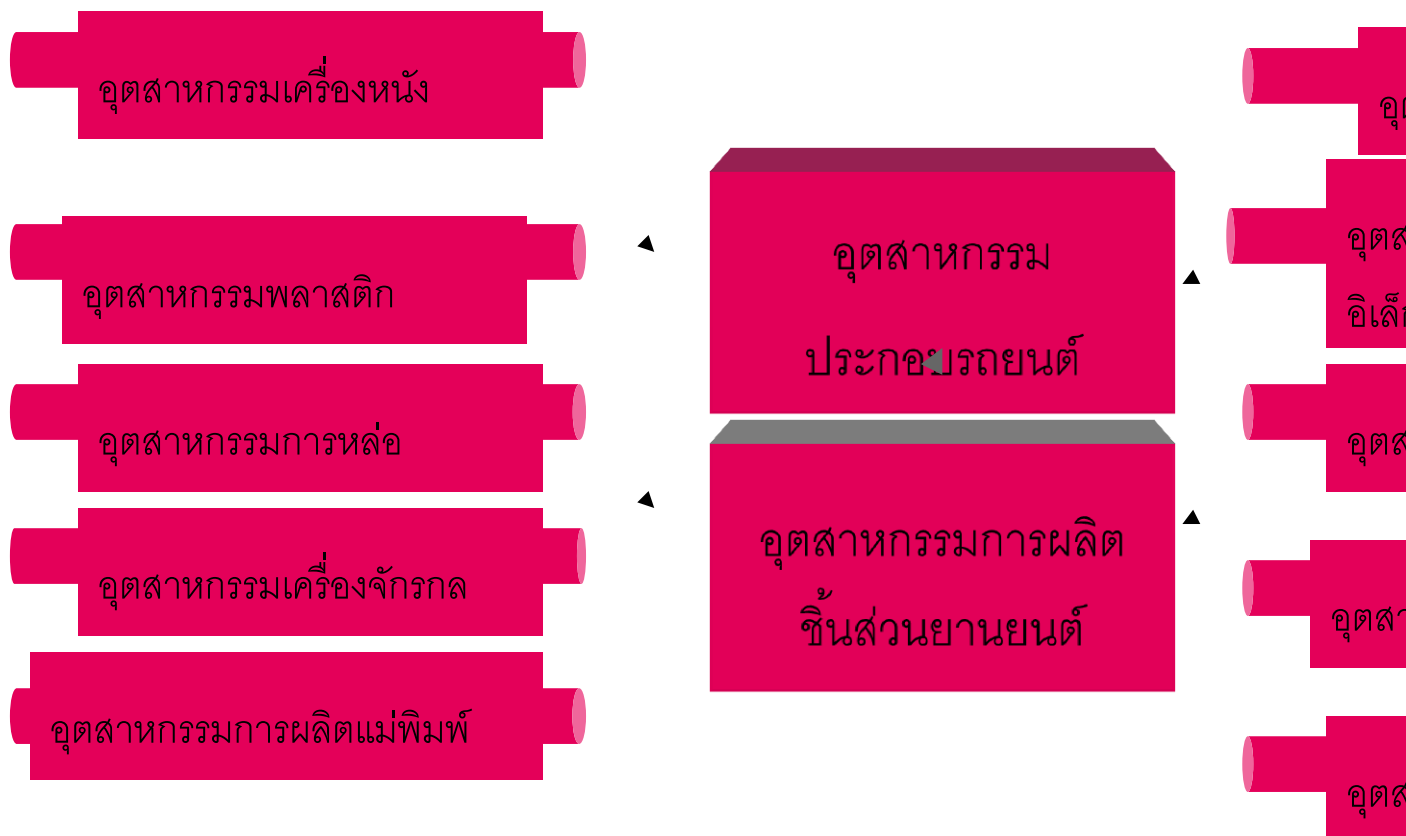 อุตสาหกรรมเครื่องหนัง
อุตสาหกรรมพลาสติก
อุตสาหกรรมการหล่อ
อุตสาหกรรมเครื่องจักรกล
อุตสาหกรรมการผลิตแม่พิมพ์
อุตสาหกรรม
ประกอบรถยนต์
อุตสาหกรรมการผลิต
ชิ้นส่วนยานยนต์